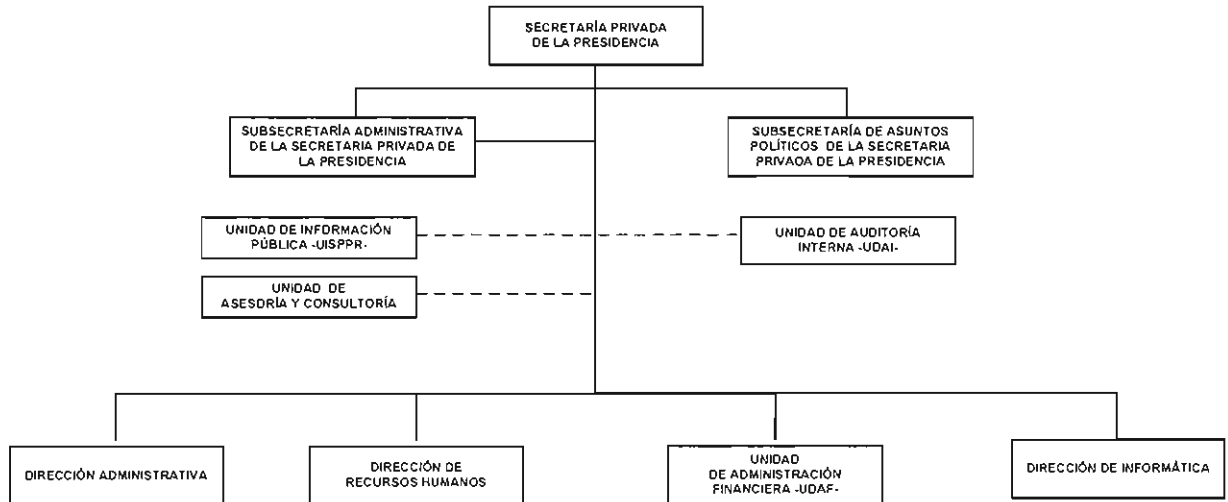 SECRETARÍA PRIVADA
DE LA PRESIDENCIA
SUBSECRETARÍA ADMINISTRATIVA
DE LA SECRETARIA PRIVADA DE
LA PRESIDENCIA
SUBSECRETARÍA DE ASUNTOS
POLÍTICOS DE LA SECRETARIA
PRIVADA DE LA PRESIDENCIA
UNIDAD DE INFORMACIÓN
PÚBLICA -UISPPR-
UNIDAD DE AUDITORÍA
INTERNA -UDAI-
UNIDAD DE
ASESORÍA Y CONSULTORÍA
DIRECCIÓN ADMINISTRATIVA
DIRECCIÓN DE
RECURSOS HUMANOS
UNIDAD
DE ADMINISTRACIÓN
FINANCIERA -UDAF-
DIRECCIÓN DE INFORMÁTICA